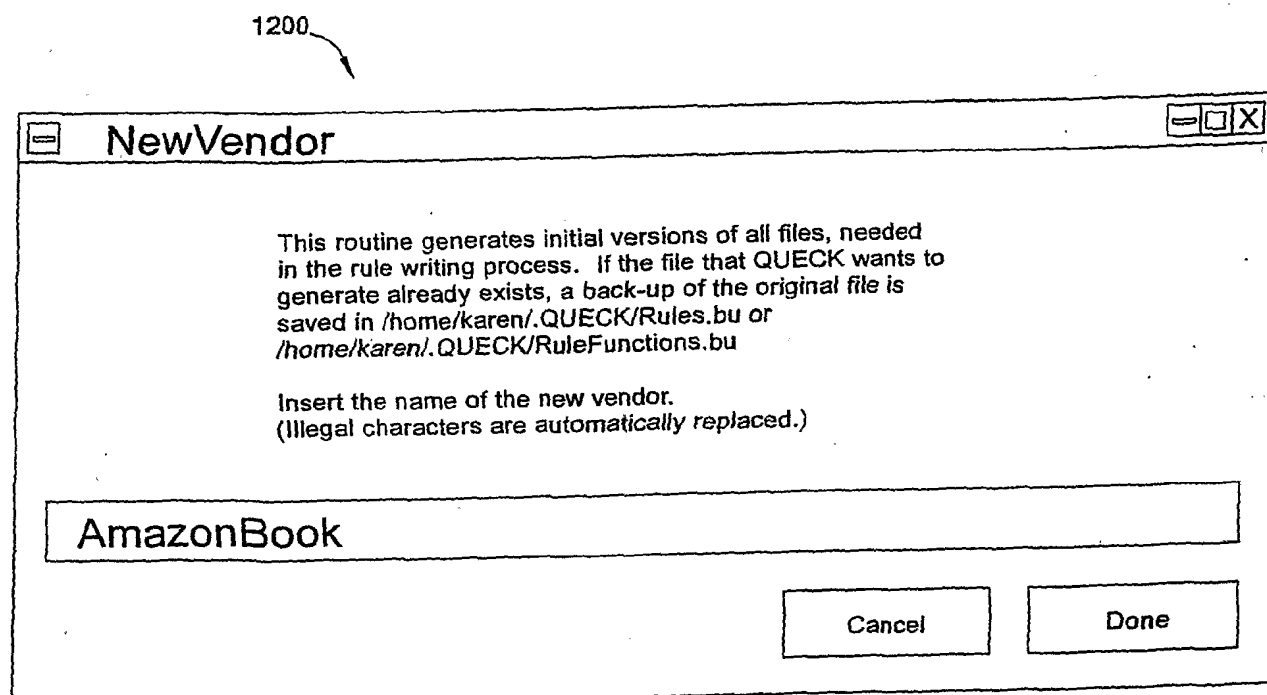 1200
NewVendor
This routine generates initial versions of all files, needed
in the rule writing process. If the file that QUECK wants to
generate already exists, a back-up of the original file is
saved in /home/karen/.QUECK/Rules.bu or
/home/karen/.QUECK/RuleFunctions.bu
Insert the name of the new vendor.
(Illegal characters are automatically replaced.)
AmazonBook
Cancel
Done